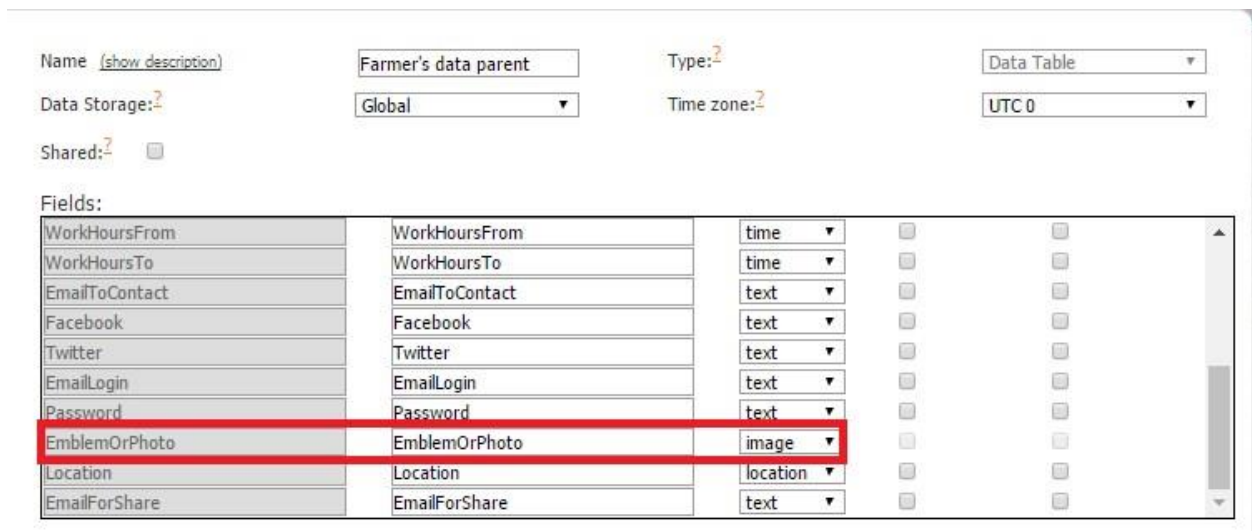 Name (show description) Farmer's data parent Type:? Data Table
Data Storage:? Global Time zone:? UTC 0
Shared:?
Fields:
WorkHoursFrom WorkHoursFrom time
WorkHoursTo WorkHoursTo time
EmailToContact EmailToContact text
Facebook Facebook text
Twitter Twitter text
EmailLogin EmailLogin text
Password Password text
EmblemOrPhoto EmblemOrPhoto image
Location Location location
EmailForShare EmailForShare text